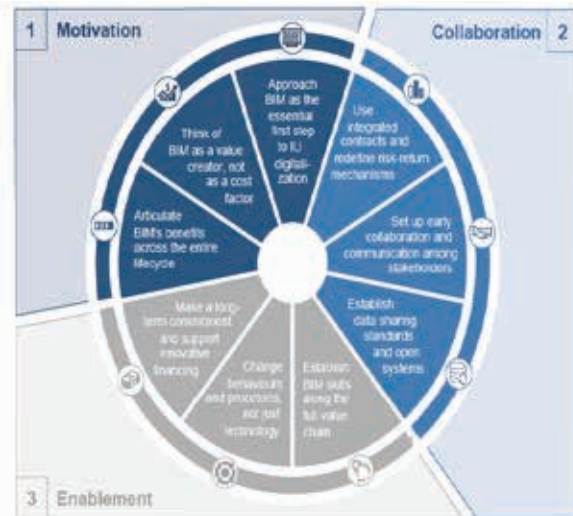 1 Motivation
Collaboration 2
Approach
BIM as the
essential
first step
to IU
digitali-
zation
Think of
BIM as a value
creator, not
as a cost
factor
Articulate
BIM's benefits
across the entire
lifecycle
Use
integrated
contracts and
redefine risk-return
mechanisms
Set up early
collaboration and
communication among
stakeholders
Establish
data sharing
standards
and open
systems
Establish
BIM skills
along the
full value
chain
Change
behaviours
and processes,
not just
technology
Make a long-
term commitment
and support
innovative
financing
3 Enablement